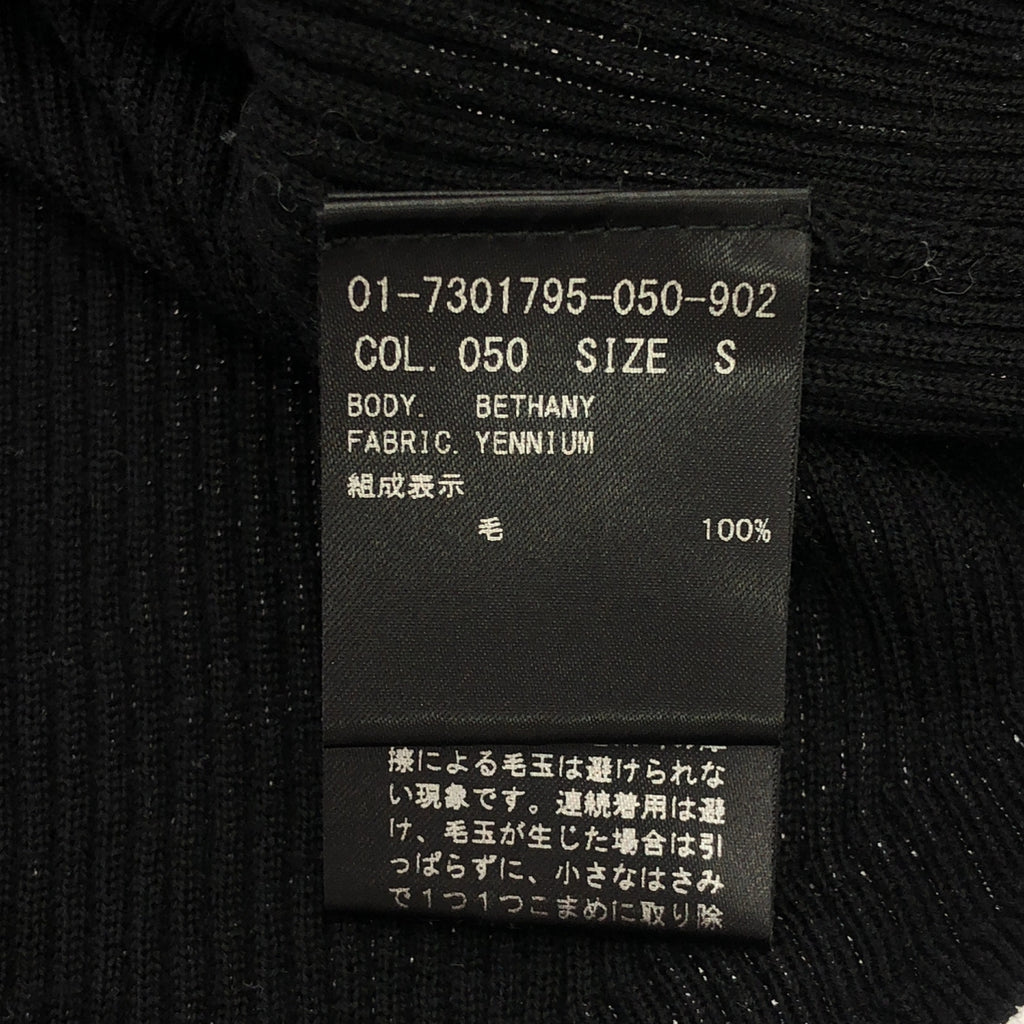 01-7301795-050-902
COL. 050 SIZE S
BODY. BETHANY
FABRIC. YENNIUM
組成表示
毛 100%
擦による毛玉は避けられな
い現象です。連続着用は避
け、毛玉が生じた場合は引
っぱらずに、小さなはさみ
で1つ1つこまめに取り除